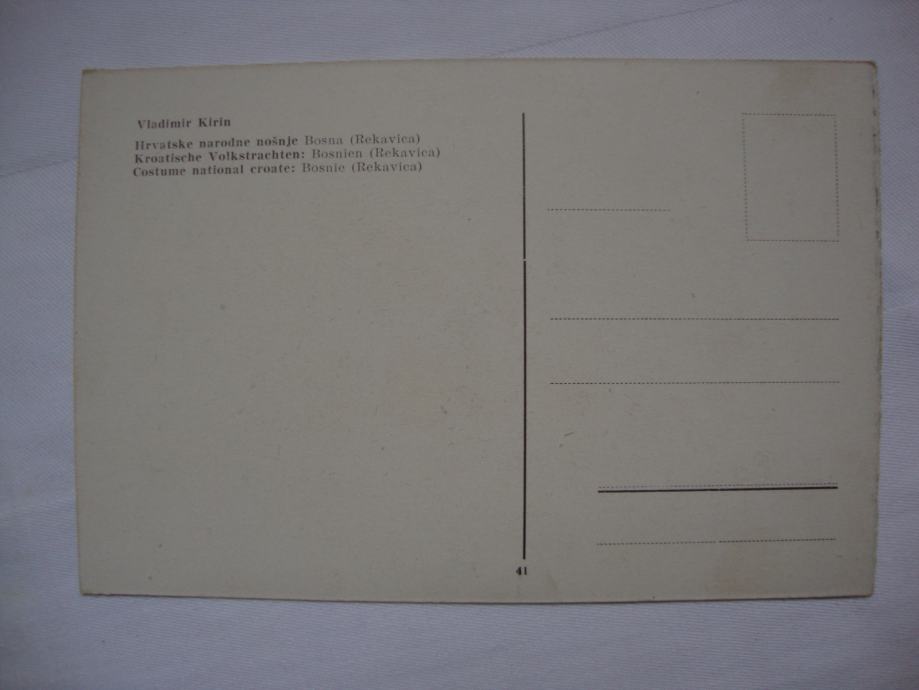 Vladimir Kirin
Hrvatske narodne nošnje Bosna (Rekavica)
Kroatische Volkstrachten: Bosnien (Rekavica)
Costume national croate: Bosnie (Rekavica)
41